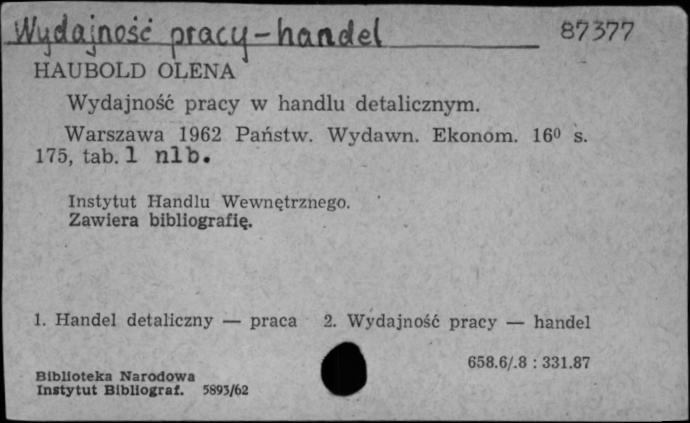 Wydajność pracy - handel 87377
HAUBOLD OLENA
Wydajność pracy w handlu detalicznym.
Warszawa 1962 Państw. Wydawn. Ekonom. 16⁰ s.
175, tab. 1 nlb.
Instytut Handlu Wewnętrznego.
Zawiera bibliografię.
1. Handel detaliczny — praca 2. Wydajność pracy — handel
658.6/.8 : 331.87
Biblioteka Narodowa
Instytut Bibliograf. 5893/62